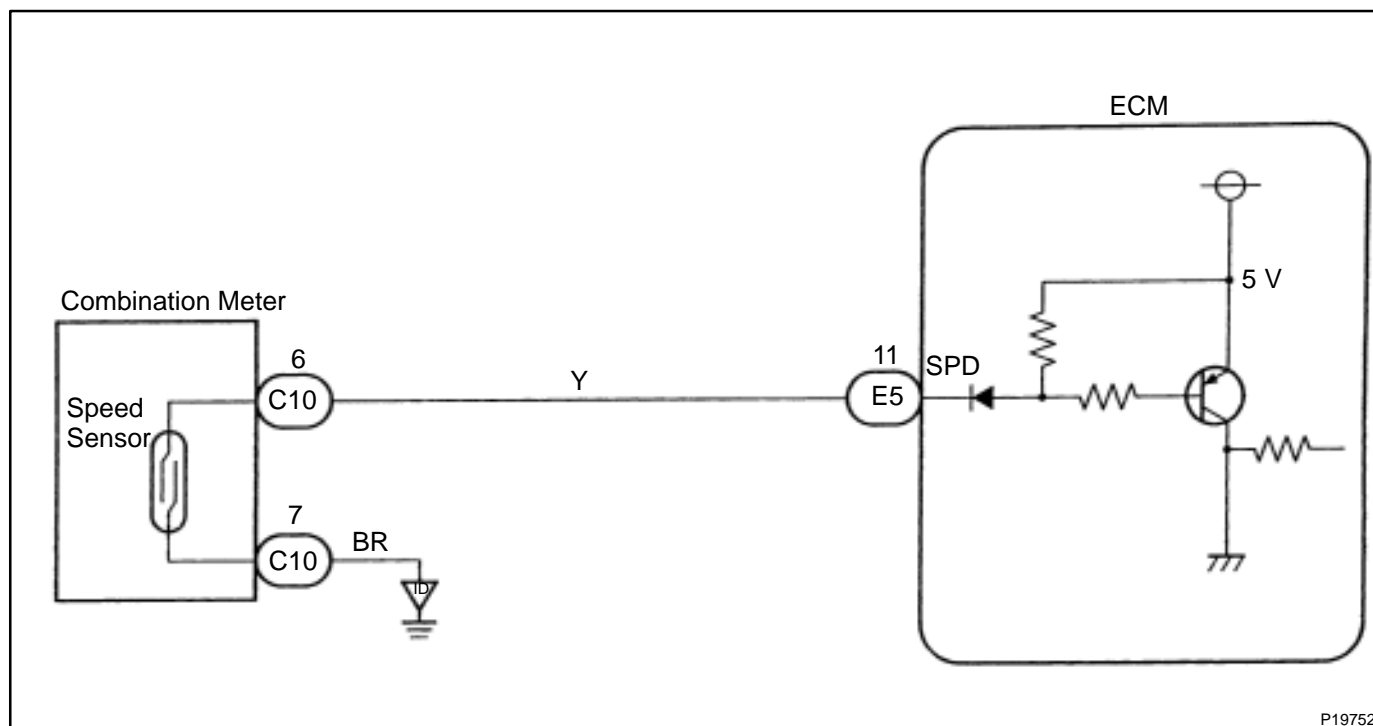 ECM
5 V
Combination Meter
6
C10
Y
11
E5
SPD
Speed
Sensor
7
C10
BR
ID
P19752